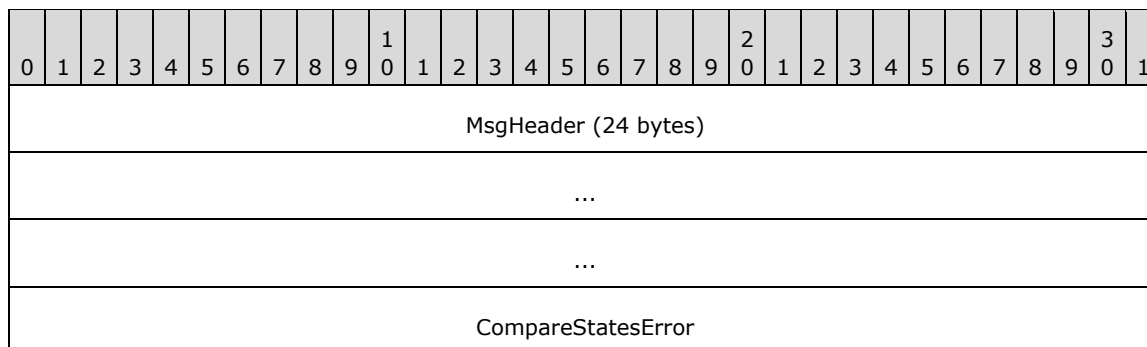 1 2 3
0 1 2 3 4 5 6 7 8 9 0 1 2 3 4 5 6 7 8 9 0 1 2 3 4 5 6 7 8 9 0 1
MsgHeader (24 bytes)
...
...
CompareStatesError